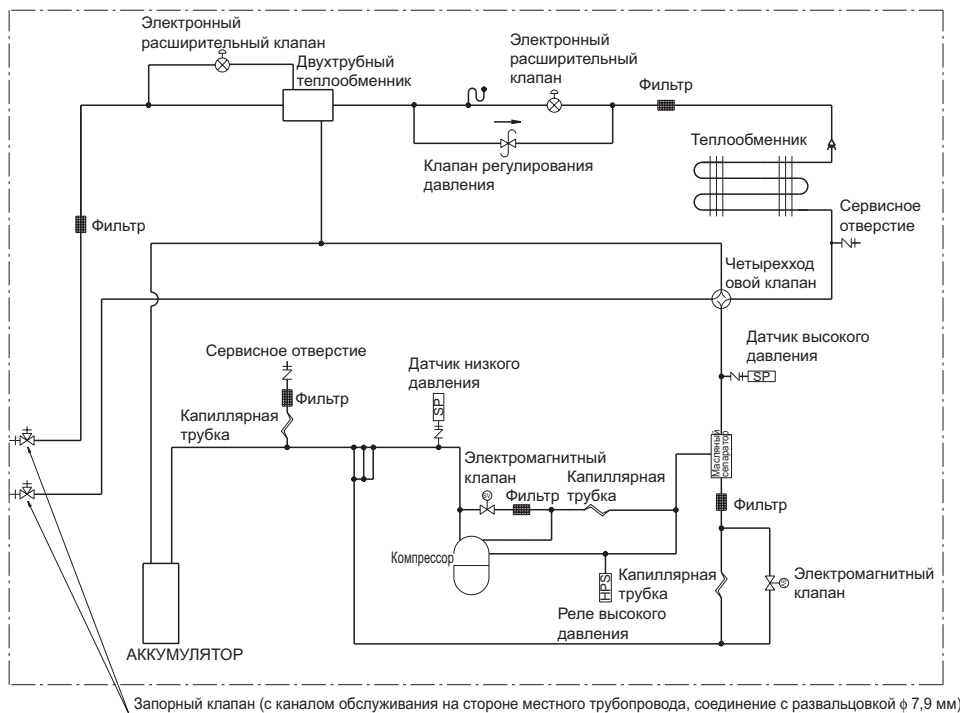 Электронный
расширительный клапан
Двухтрубный
теплообменник
Электронный
расширительный
клапан
Фильтр
Теплообменник
Клапан регулирования
давления
Сервисное
отверстие
Фильтр
Четырехход
овой клапан
Датчик высокого
давления
SP
Сервисное отверстие
Датчик низкого
давления
SP
Фильтр
Капиллярная
трубка
Масляный
сепаратор
Электромагнитный
клапан
SV
Фильтр
Капиллярная
трубка
Фильтр
Компрессор
HPS
Капиллярная
трубка
Реле высокого
давления
Электромагнитный
клапан
АККУМУЛЯТОР
Запорный клапан (с каналом обслуживания на стороне местного трубопровода, соединение с развальцовкой ϕ 7,9 мм)